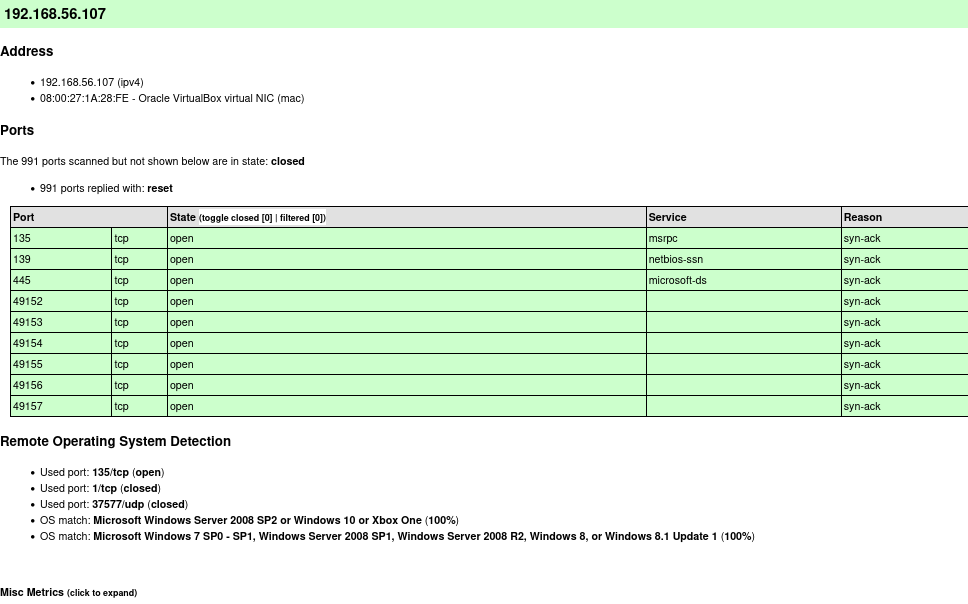 192.168.56.107
Address
192.168.56.107 (ipv4)
08:00:27:1A:28:FE - Oracle VirtualBox virtual NIC (mac)
Ports
The 991 ports scanned but not shown below are in state: closed
991 ports replied with: reset
Port State (toggle closed [0] | filtered [0]) Service Reason
135 tcp open msrpc syn-ack
139 tcp open netbios-ssn syn-ack
445 tcp open microsoft-ds syn-ack
49152 tcp open syn-ack
49153 tcp open syn-ack
49154 tcp open syn-ack
49155 tcp open syn-ack
49156 tcp open syn-ack
49157 tcp open syn-ack
Remote Operating System Detection
Used port: 135/tcp (open)
Used port: 1/tcp (closed)
Used port: 37577/udp (closed)
OS match: Microsoft Windows Server 2008 SP2 or Windows 10 or Xbox One (100%)
OS match: Microsoft Windows 7 SP0 - SP1, Windows Server 2008 SP1, Windows Server 2008 R2, Windows 8, or Windows 8.1 Update 1 (100%)
Misc Metrics (click to expand)